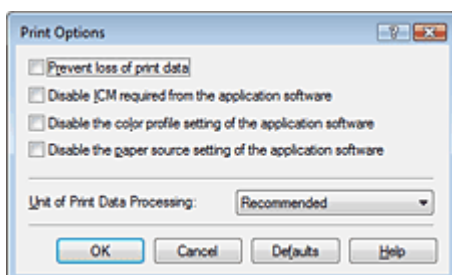 Print Options
Prevent loss of print data
Disable ICM required from the application software
Disable the color profile setting of the application software
Disable the paper source setting of the application software
Unit of Print Data Processing: Recommended
OK Cancel Defaults Help